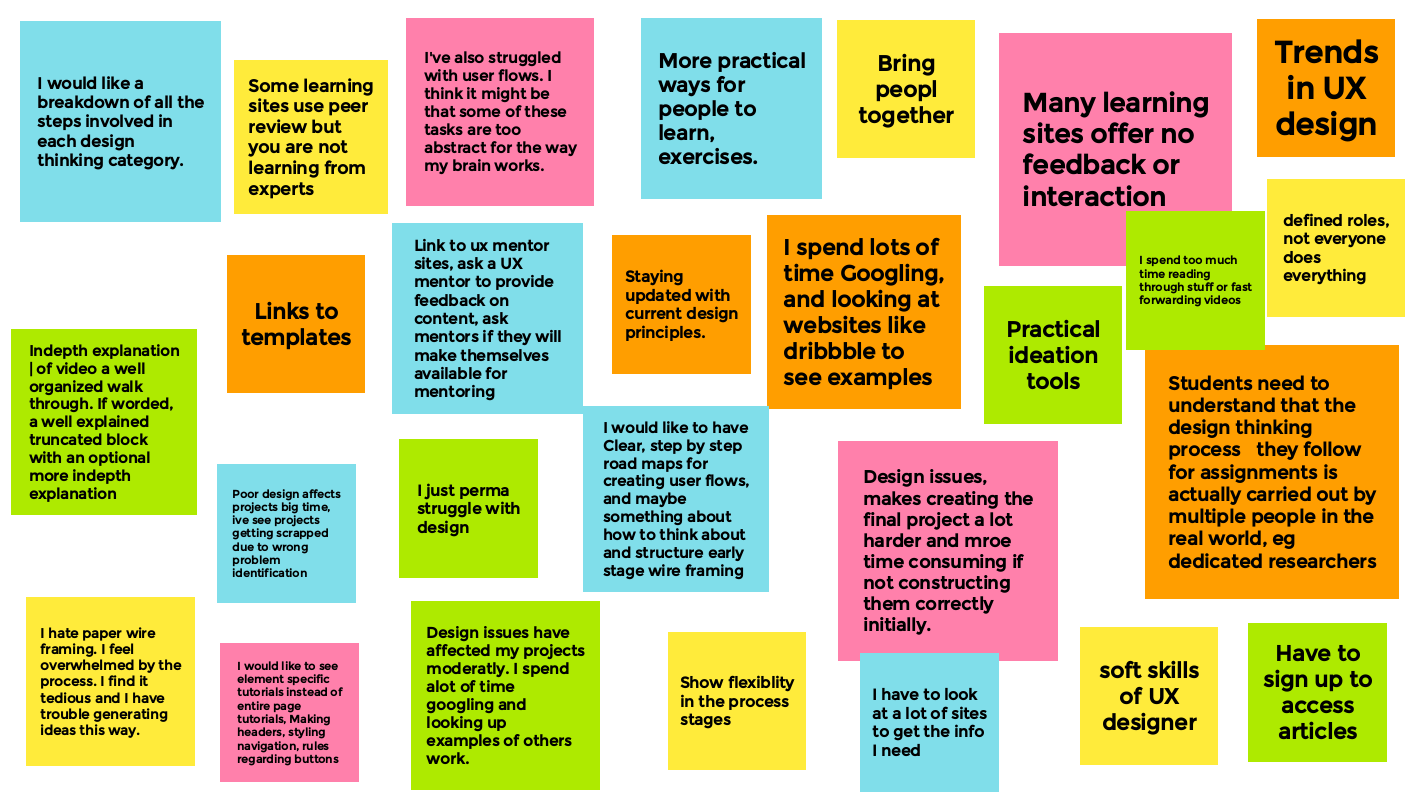 I would like a
breakdown of all the
steps involved in
each design
thinking category.
Some learning
sites use peer
review but
you are not
learning from
experts
I've also struggled
with user flows. I
think it might be
that some of these
tasks are too
abstract for the way
my brain works.
More practical
ways for
people to
learn,
exercises.
Bring
peopl
together
Many learning
sites offer no
feedback or
interaction
Trends
in UX
design
defined roles,
not everyone
does
everything
I spend too much
time reading
through stuff or fast
forwarding videos
Links to
templates
Link to ux mentor
sites, ask a UX
mentor to provide
feedback on
content, ask
mentors if they will
make themselves
available for
mentoring
Staying
updated with
current design
principles.
I spend lots of
time Googling,
and looking at
websites like
dribbble to
see examples
Practical
ideation
tools
Indepth explanation
| of video a well
organized walk
through. If worded,
a well explained
truncated block
with an optional
more indepth
explanation
Poor design affects
projects big time,
ive see projects
getting scrapped
due to wrong
problem
identification
I just perma
struggle with
design
I would like to have
Clear, step by step
road maps for
creating user flows,
and maybe
something about
how to think about
and structure early
stage wire framing
Design issues,
makes creating the
final project a lot
harder and mroe
time consuming if
not constructing
them correctly
initially.
Students need to
understand that the
design thinking
process they follow
for assignments is
actually carried out by
multiple people in the
real world, eg
dedicated researchers
I hate paper wire
framing. I feel
overwhelmed by the
process. I find it
tedious and I have
trouble generating
ideas this way.
I would like to see
element specific
tutorials instead of
entire page
tutorials, Making
headers, styling
navigation, rules
regarding buttons
Design issues have
affected my projects
moderatly. I spend
alot of time
googling and
looking up
examples of others
work.
Show flexiblity
in the process
stages
I have to look
at a lot of sites
to get the info
I need
soft skills
of UX
designer
Have to
sign up to
access
articles